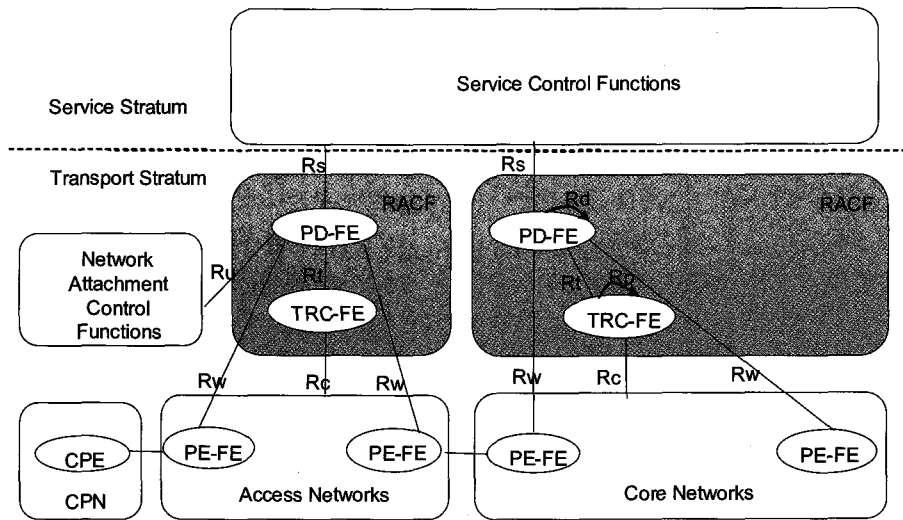 Service Control Functions
Service Stratum
Rs
Rs
Transport Stratum
RACF
RACF
Rd
PD-FE
PD-FE
Network
Attachment
Control
Functions
Ru
Rt
Rt
Rp
TRC-FE
TRC-FE
Rw
Rc
Rw
Rw
Rc
Rw
CPE
PE-FE
PE-FE
PE-FE
PE-FE
CPN
Access Networks
Core Networks